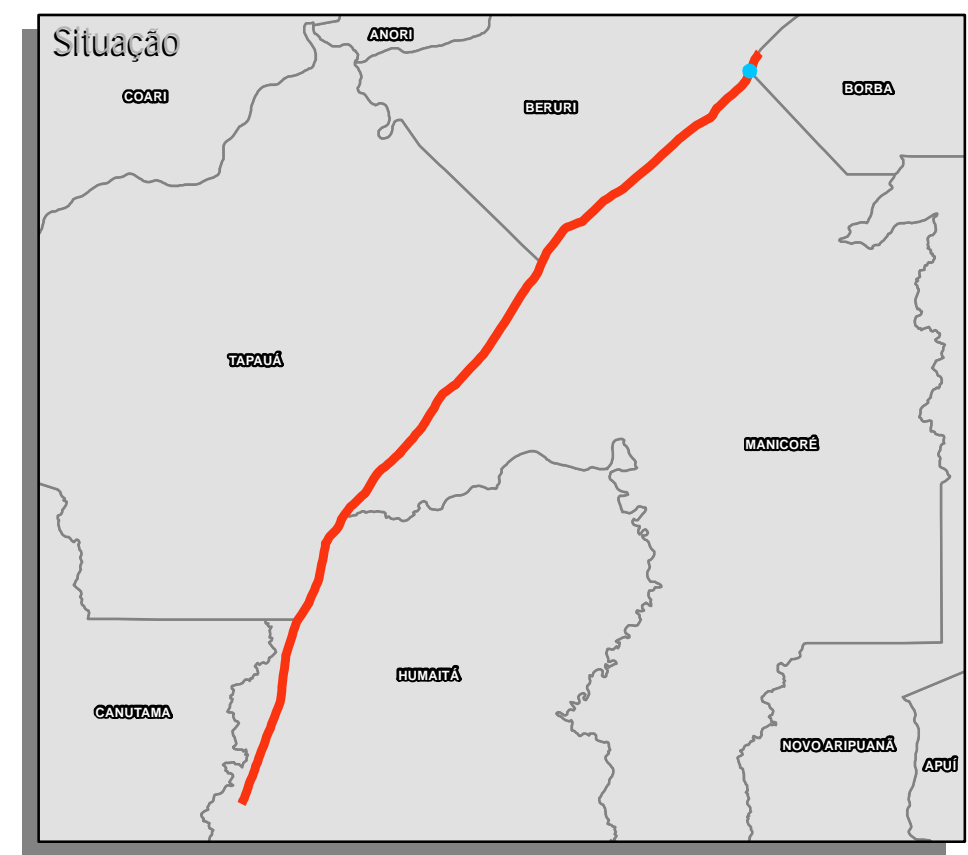 Situação
ANORI
COARI
BORBA
BERURI
TAPAUÁ
MANICORÉ
HUMAITÁ
CANUTAMA
NOVO ARIPUANÃ
APUÍ